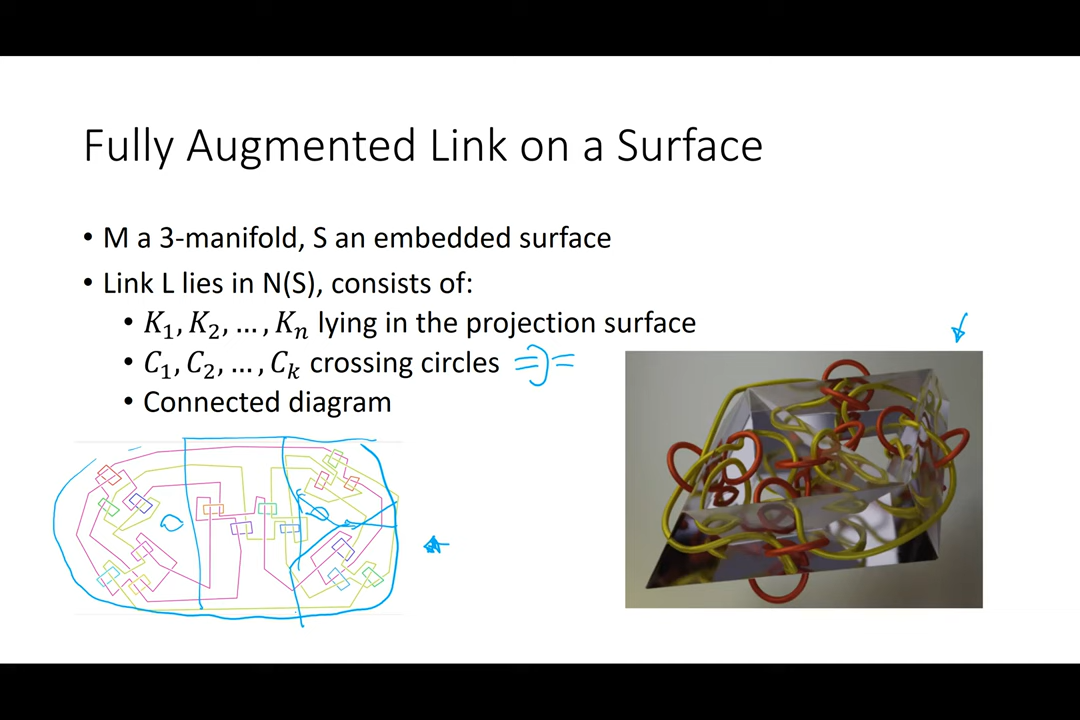 Fully Augmented Link on a Surface
• M a 3-manifold, S an embedded surface
• Link L lies in N(S), consists of:
• K₁, K₂, …, Kₙ lying in the projection surface
• C₁, C₂, …, Cₖ crossing circles
• Connected diagram